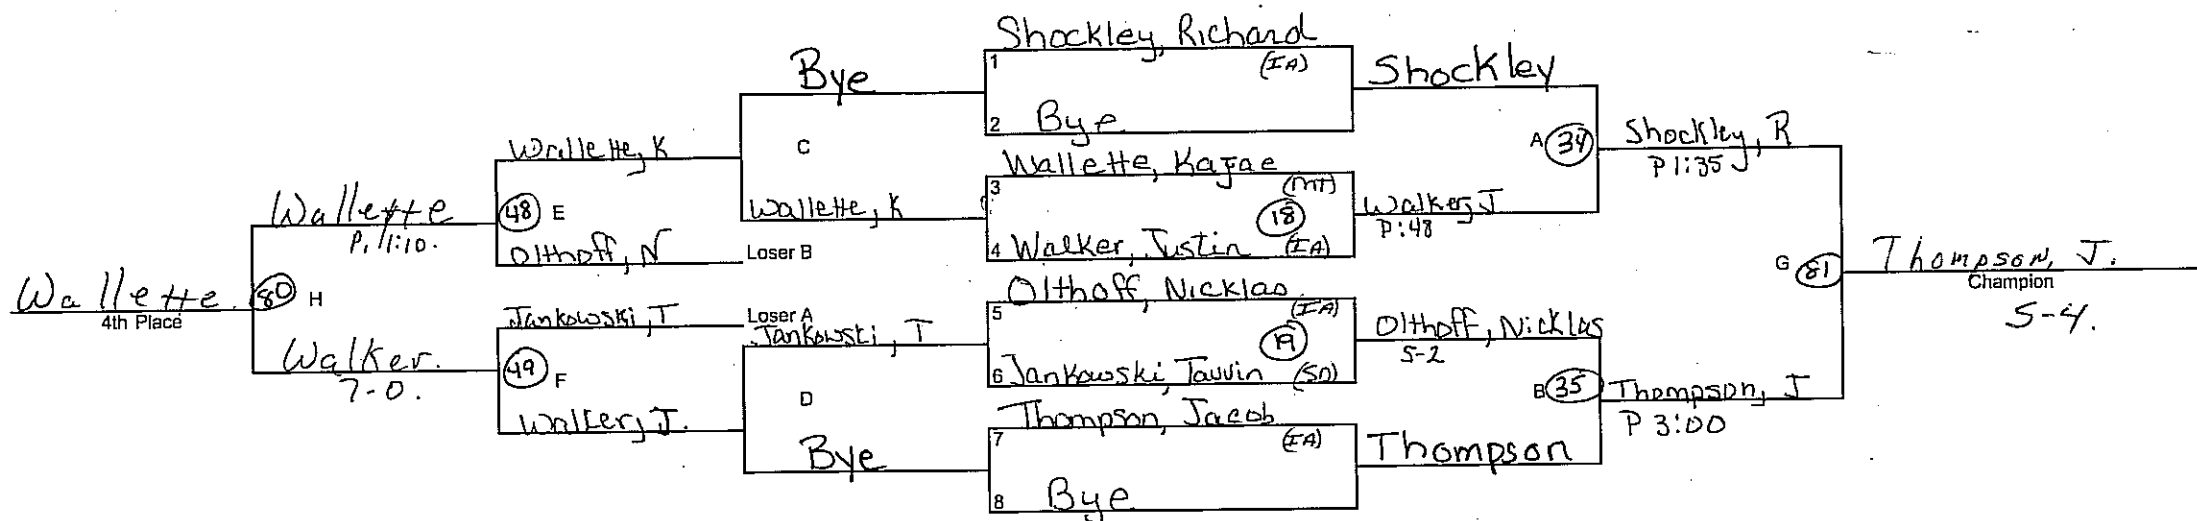 Shockley, Richard
1 (IA)
Bye
Shockley
2 Bye
C
A 34
Wallette, K
Shockley, R
P 1:35
Wallette, Kajae
3 (MT)
Wallette
P. 1:10.
48 E
Wallette, K
18
Walker, J
P :48
Olthoff, N
Loser B
4 Walker, Justin (IA)
Wallette.
4th Place
80 H
G 81
Thompson, J.
Champion
5-4.
Olthoff, Nicklas
5 (IA)
Jankowski, T
Loser A
Jankowski, T
19
Olthoff, Nicklas
5-2
Walker.
7-0.
49 F
6 Jankowski, Tavvin (SD)
B 35
Thompson, J
P 3:00
D
Thompson, Jacob
7 (IA)
Walker, J.
Bye
Thompson
8 Bye